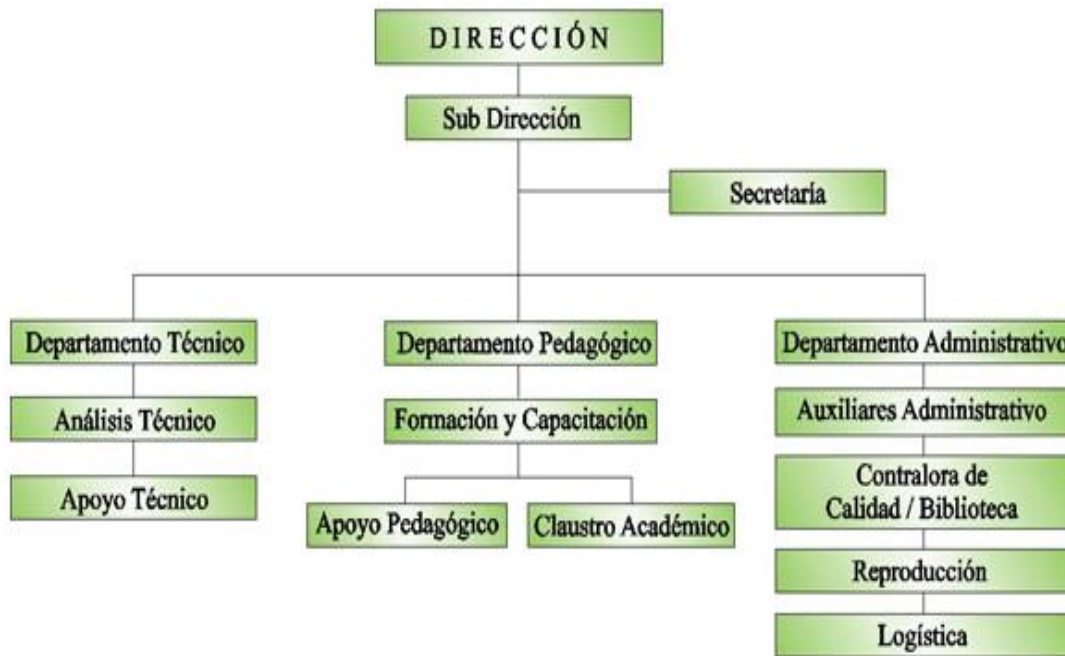 DIRECCIÓN
Sub Dirección
Secretaría
Departamento Técnico
Departamento Pedagógico
Departamento Administrativo
Análisis Técnico
Formación y Capacitación
Auxiliares Administrativo
Apoyo Técnico
Contralora de
Calidad / Biblioteca
Apoyo Pedagógico
Claustro Académico
Reproducción
Logística